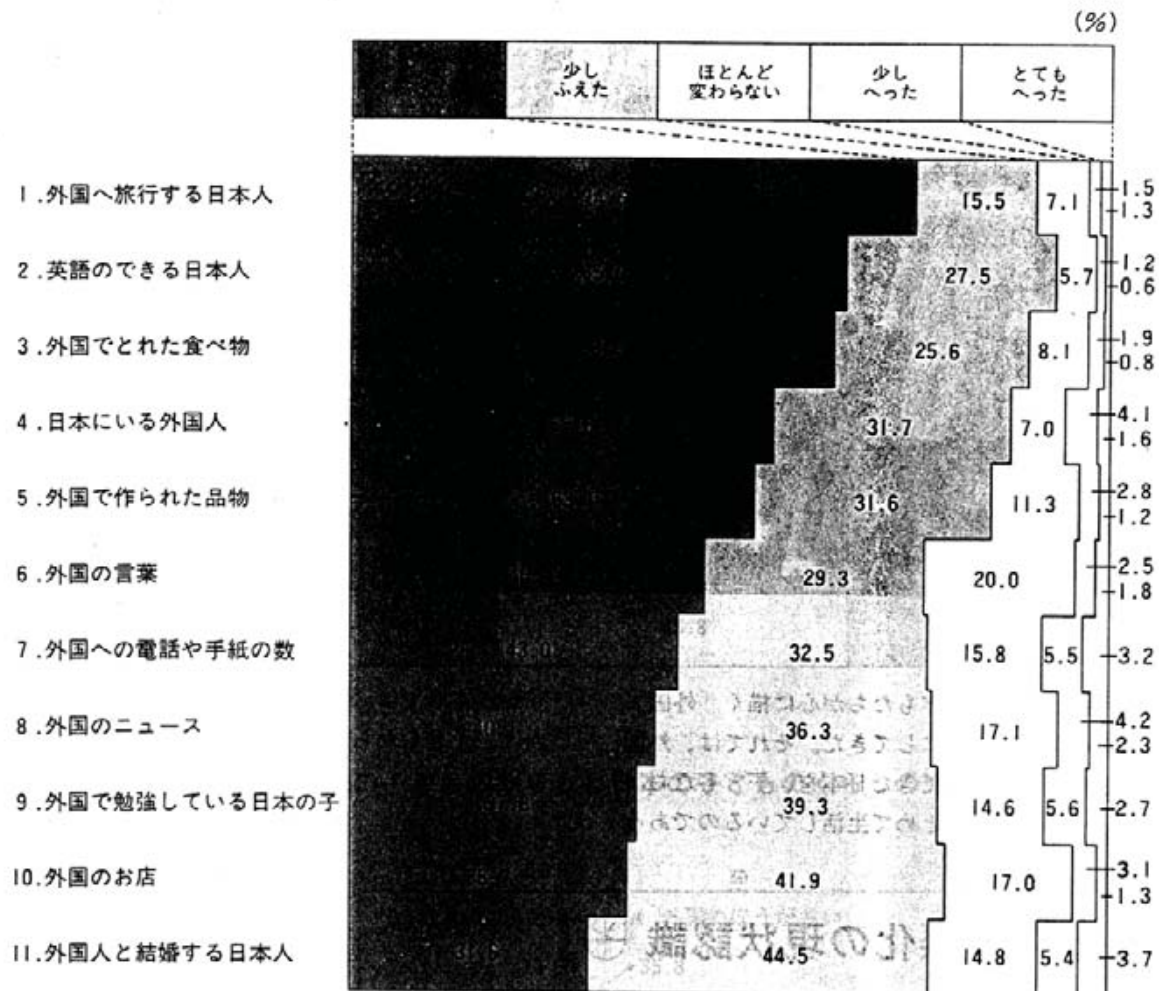 (%)
少し
ふえた
ほとんど
変わらない
少し
へった
とても
へった
1.外国へ旅行する日本人
15.5 7.1 1.5
1.3
2.英語のできる日本人
27.5 5.7 1.2
0.6
3.外国でとれた食べ物
25.6 8.1 1.9
0.8
4.日本にいる外国人
31.7 7.0 4.1
1.6
5.外国で作られた品物
31.6 11.3 2.8
1.2
6.外国の言葉
29.3 20.0 2.5
1.8
7.外国への電話や手紙の数
32.5 15.8 5.5 3.2
8.外国のニュース
36.3 17.1 4.2
2.3
9.外国で勉強している日本の子
39.3 14.6 5.6 2.7
10.外国のお店
41.9 17.0 3.1
1.3
11.外国人と結婚する日本人
44.5 14.8 5.4 3.7